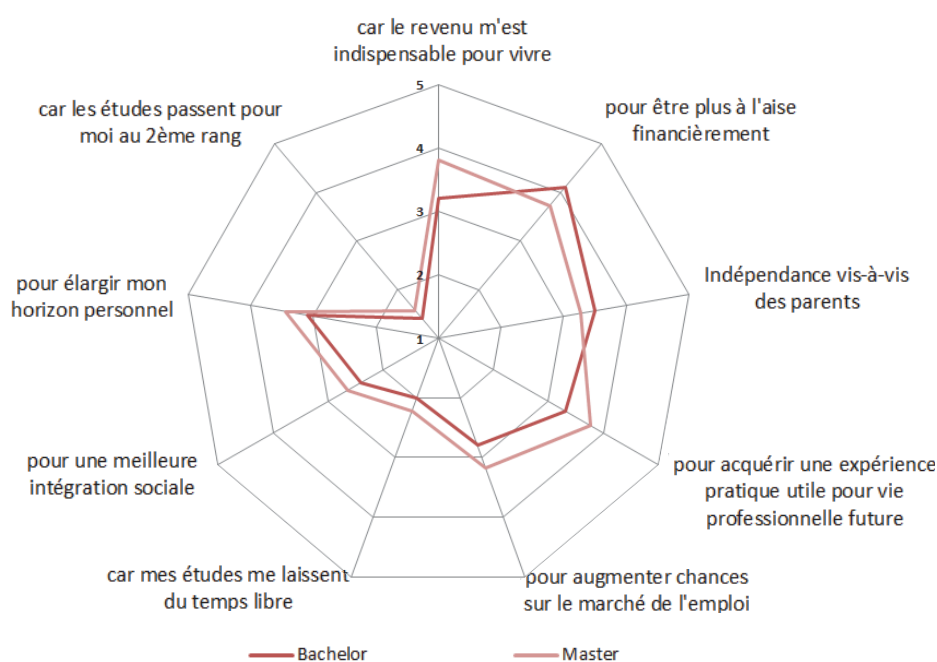 car le revenu m'est
indispensable pour vivre
5
car les études passent pour
moi au 2ème rang
pour être plus à l'aise
financièrement
4
3
2
1
pour élargir mon
horizon personnel
Indépendance vis-à-vis
des parents
pour une meilleure
intégration sociale
pour acquérir une expérience
pratique utile pour vie
professionnelle future
car mes études me laissent
du temps libre
pour augmenter chances
sur le marché de l'emploi
Bachelor
Master